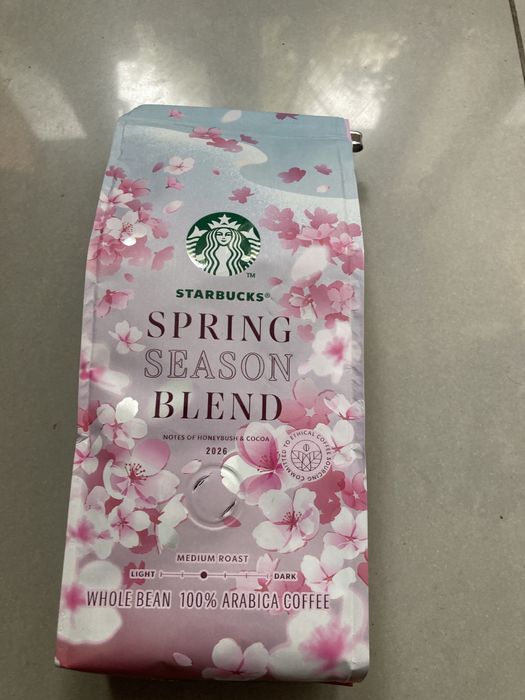 TM
STARBUCKS®
SPRING
SEASON
BLEND
NOTES OF HONEYBUSH & COCOA
2026
COMMITTED TO ETHICAL COFFEE SOURCING
MEDIUM ROAST
LIGHT DARK
WHOLE BEAN 100% ARABICA COFFEE